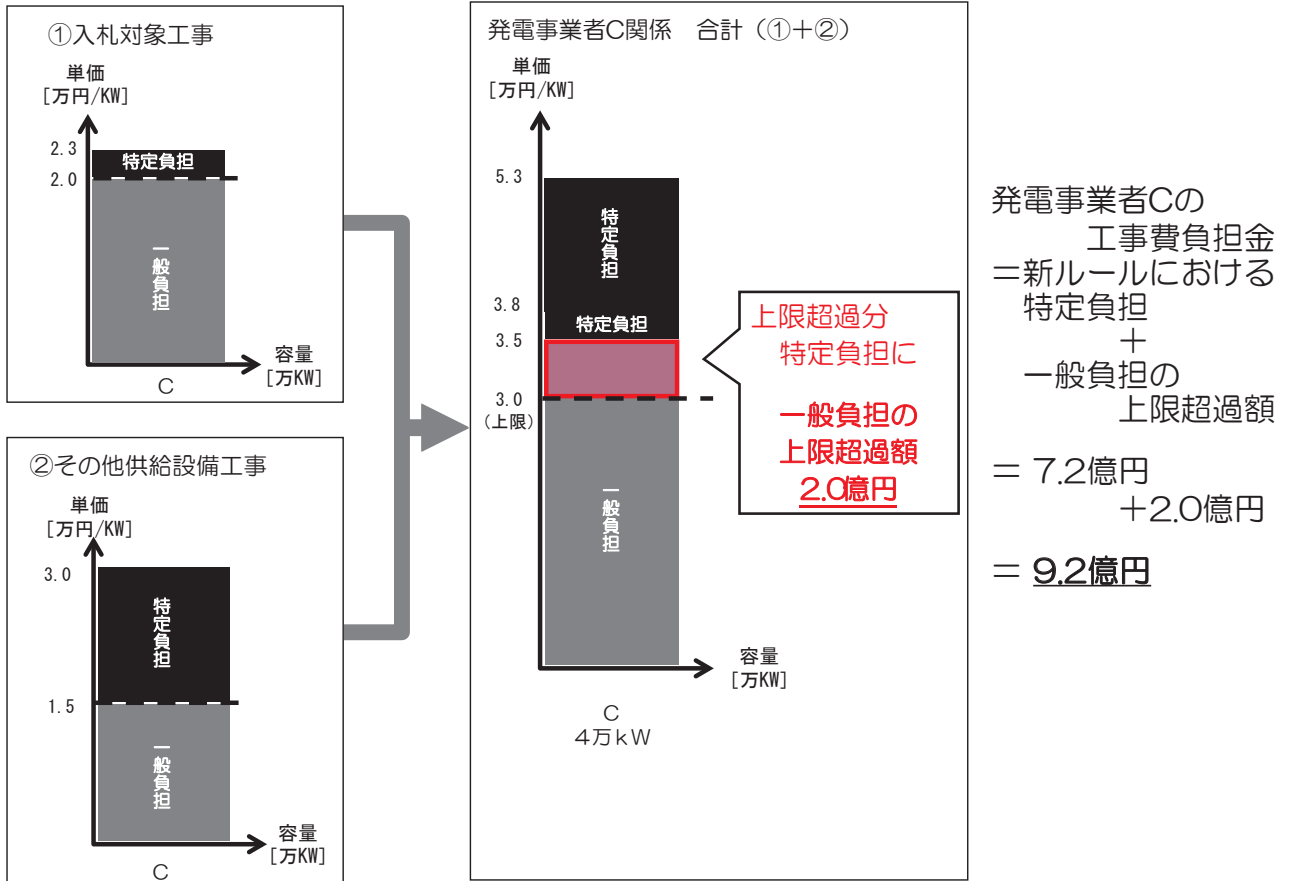 ①入札対象工事
単価
[万円/KW]
2.3
2.0
特定負担
一般負担
容量
[万KW]
C
②その他供給設備工事
単価
[万円/KW]
3.0
1.5
特定負担
一般負担
容量
[万KW]
C
発電事業者C関係 合計（①＋②）
単価
[万円/KW]
5.3
3.8
3.5
3.0
(上限)
特定負担
特定負担
一般負担
容量
[万KW]
C
4万kW
上限超過分
特定負担に
一般負担の
上限超過額
2.0億円
発電事業者Cの
工事費負担金
＝新ルールにおける
特定負担
＋
一般負担の
上限超過額
＝ 7.2億円
＋2.0億円
＝ 9.2億円